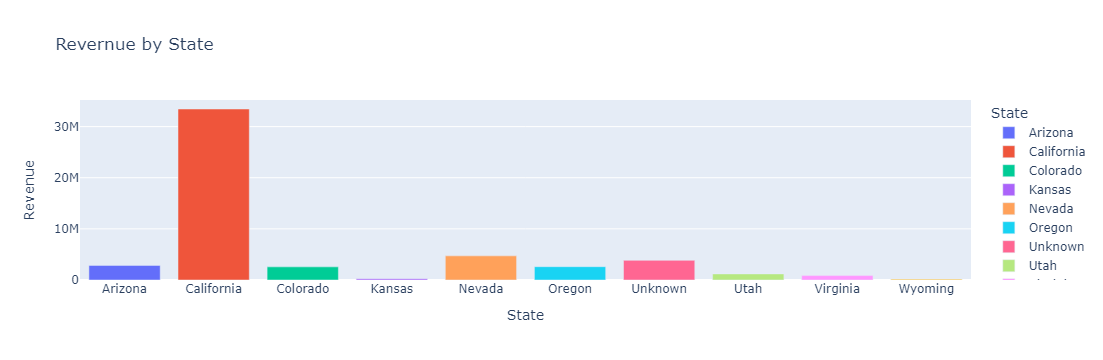 Revernue by State
30M
20M
10M
0
Revenue
Arizona California Colorado Kansas Nevada Oregon Unknown Utah Virginia Wyoming
State
State
Arizona
California
Colorado
Kansas
Nevada
Oregon
Unknown
Utah